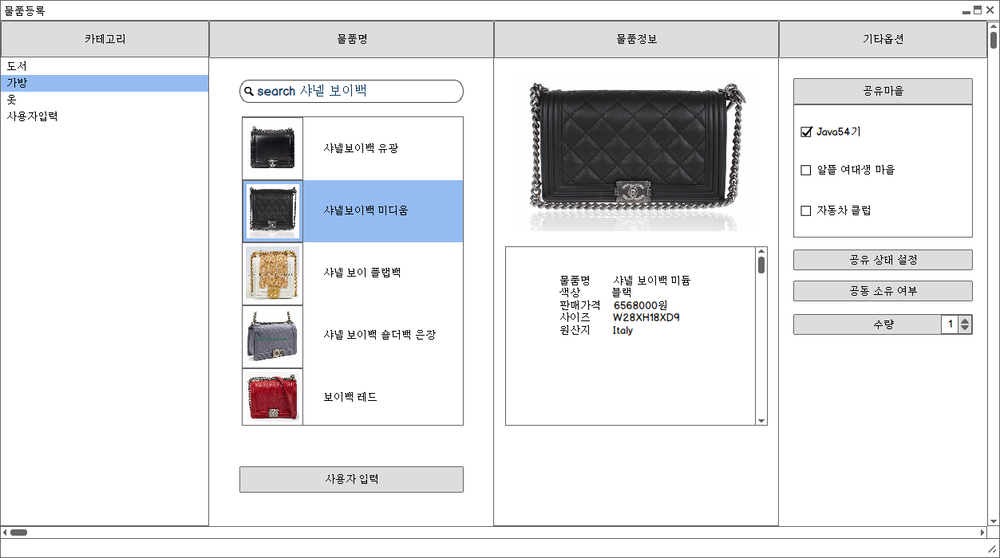 물품등록
카테고리
물품명
물품정보
기타옵션
도서
가방
옷
사용자입력
search 샤넬 보이백
샤넬보이백 유광
샤넬보이백 미디움
샤넬 보이 플랩백
샤넬 보이백 숄더백 은장
보이백 레드
사용자 입력
물품명 샤넬 보이백 미듐
색상 블랙
판매가격 6568000원
사이즈 W28XH18XD9
원산지 Italy
공유마을
Java54기
알뜰 여대생 마을
자동차 클럽
공유 상태 설정
공동 소유 여부
수량 1